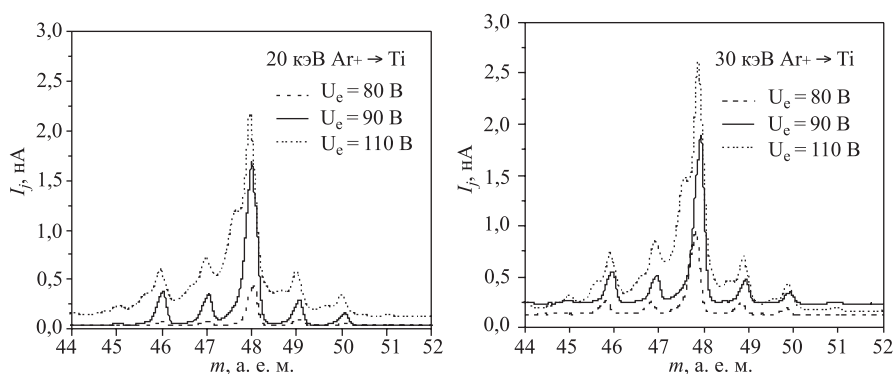 3,0
2,5
2,0
1,5
1,0
0,5
0,0
I_j, нА
20 кэВ Ar+ → Ti
U_e = 80 В
U_e = 90 В
U_e = 110 В
44 45 46 47 48 49 50 51 52
m, а. е. м.
3,0
2,5
2,0
1,5
1,0
0,5
0,0
I_j, нА
30 кэВ Ar+ → Ti
U_e = 80 В
U_e = 90 В
U_e = 110 В
44 45 46 47 48 49 50 51 52
m, а. е. м.